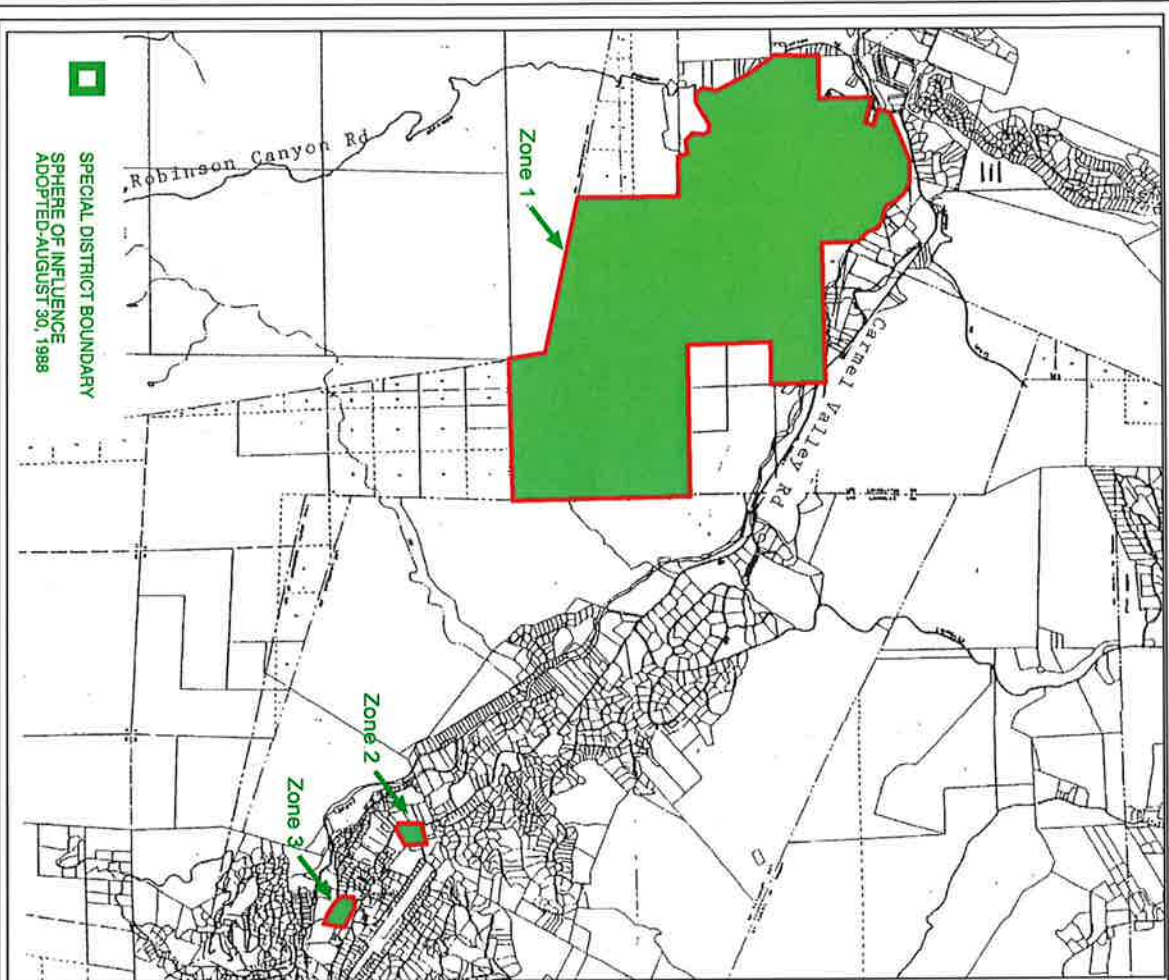 Carmel Valley Rd
Robinson Canyon Rd
Zone 1
Zone 2
Zone 3
SPECIAL DISTRICT BOUNDARY
SPHERE OF INFLUENCE
ADOPTED-AUGUST 30, 1988